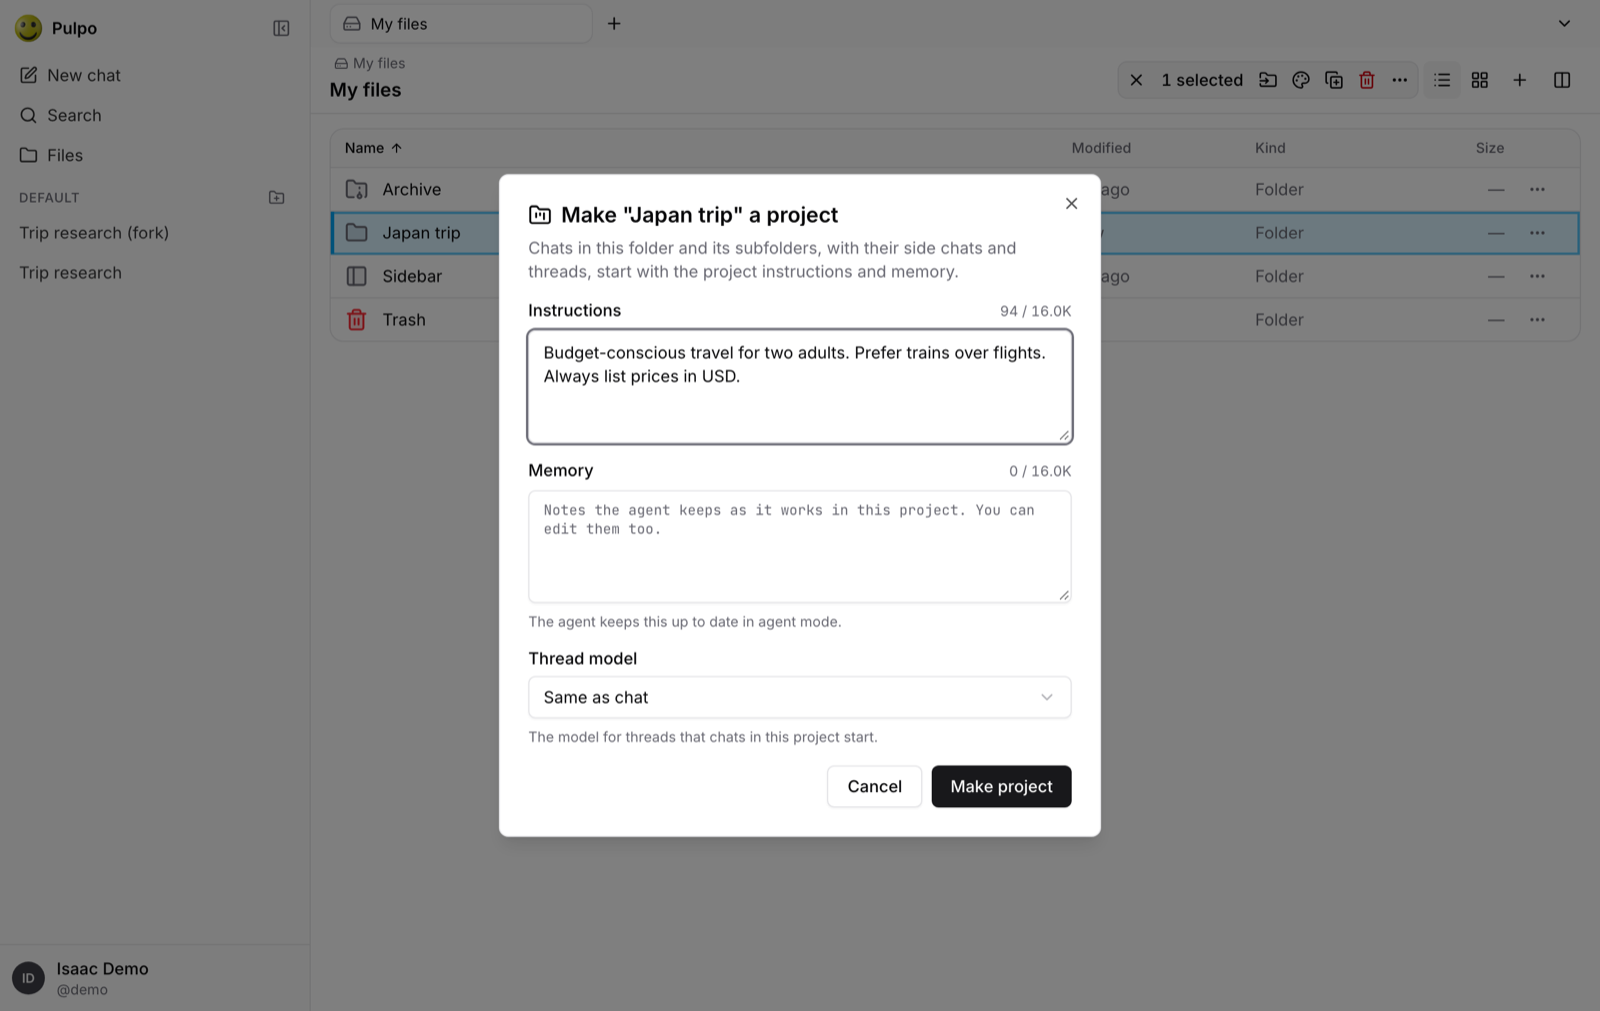 Pulpo
New chat
Search
Files
DEFAULT
Trip research (fork)
Trip research
ID
Isaac Demo
@demo
My files
My files
My files
1 selected
Name
Modified
Kind
Size
Archive
ago
Folder
—
Japan trip
Folder
—
Sidebar
ago
Folder
—
Trash
Folder
—
Make "Japan trip" a project
Chats in this folder and its subfolders, with their side chats and
threads, start with the project instructions and memory.
Instructions
94 / 16.0K
Budget-conscious travel for two adults. Prefer trains over flights.
Always list prices in USD.
Memory
0 / 16.0K
Notes the agent keeps as it works in this project. You can
edit them too.
The agent keeps this up to date in agent mode.
Thread model
Same as chat
The model for threads that chats in this project start.
Cancel
Make project